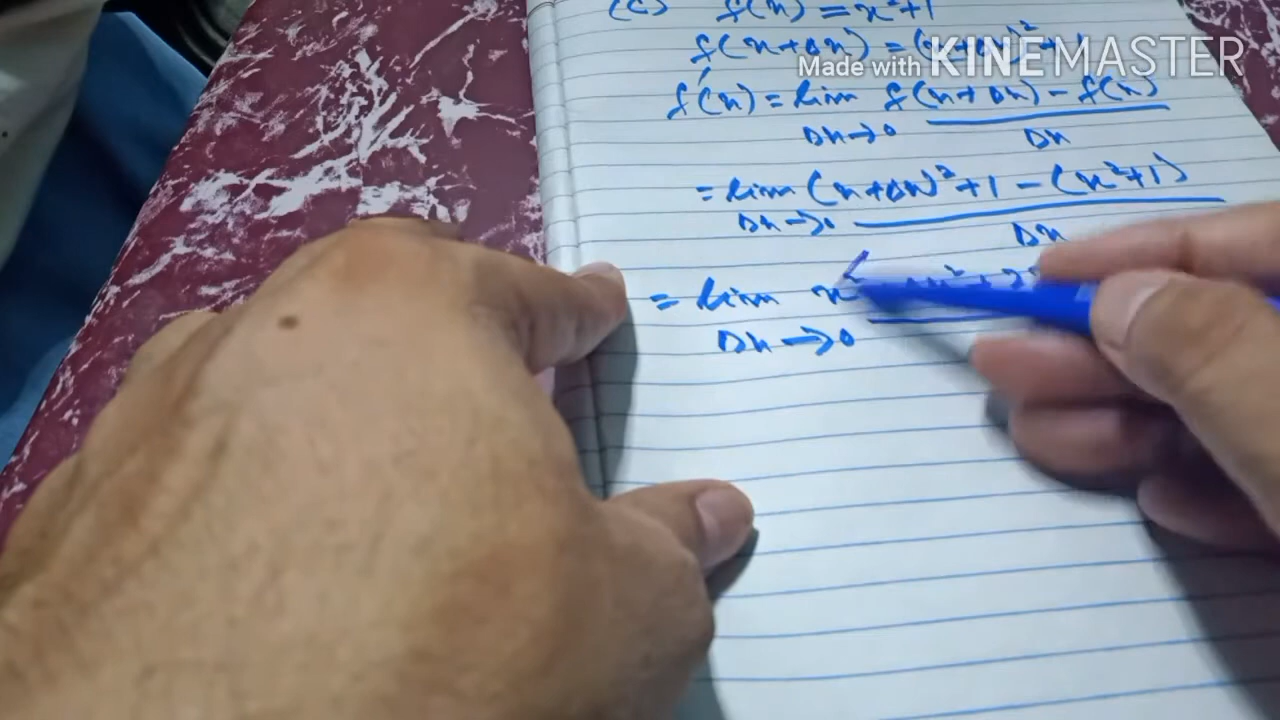 (c) f(x) = x²+1
f(x+Δx) = (x+Δx)²+1
Made with KINEMASTER
f'(x) = lim f(x+Δx) - f(x)
Δx→0 Δx
= lim (x+Δx)²+1 - (x²+1)
Δx→0 Δx
= lim x²
Δx→0